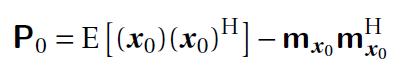 P₀ = E[(x₀)(x₀)ᴴ] − mₓ₀mₓ₀ᴴ